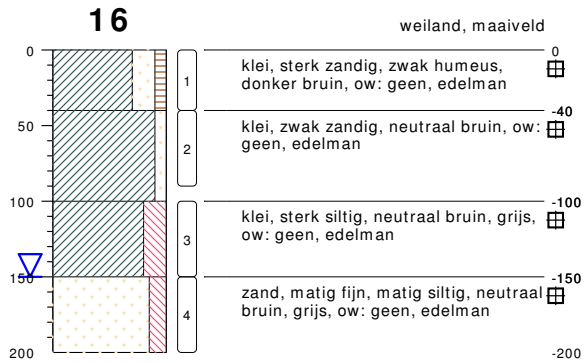 16
weiland, maaiveld
0
0
1
klei, sterk zandig, zwak humeus,
donker bruin, ow: geen, edelman
-40
50
2
klei, zwak zandig, neutraal bruin, ow:
geen, edelman
100
-100
3
klei, sterk siltig, neutraal bruin, grijs,
ow: geen, edelman
150
-150
4
zand, matig fijn, matig siltig, neutraal
bruin, grijs, ow: geen, edelman
200
-200